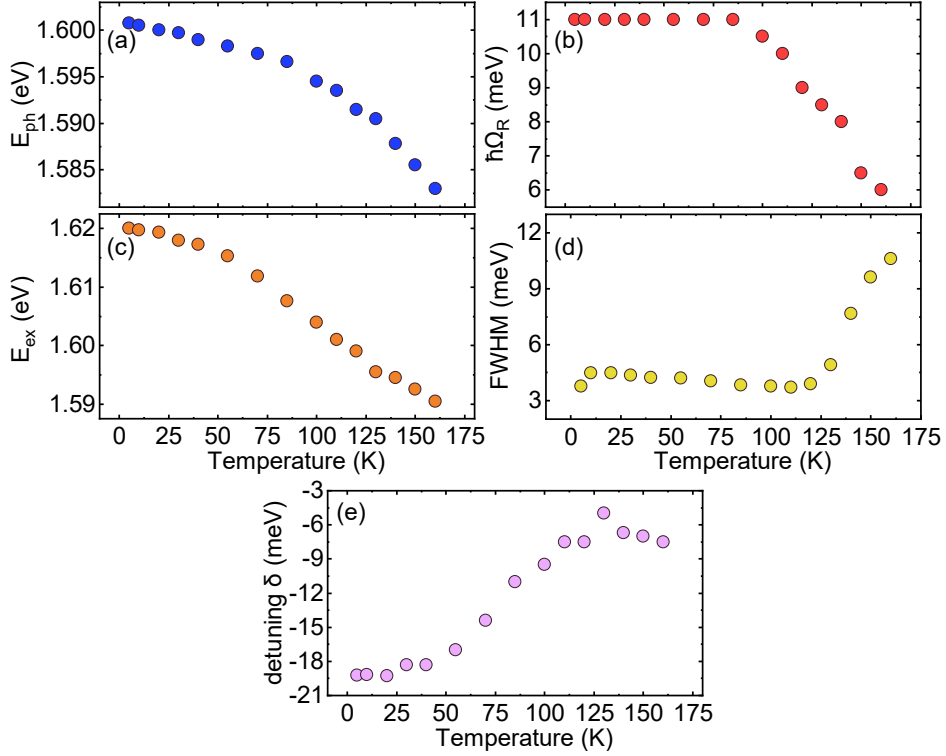 (a)
E_ph (eV)
1.600
1.595
1.590
1.585
(b)
ħΩ_R (meV)
11
10
9
8
7
6
(c)
E_ex (eV)
1.62
1.61
1.60
1.59
0 25 50 75 100 125 150 175
Temperature (K)
(d)
FWHM (meV)
12
9
6
3
0 25 50 75 100 125 150 175
Temperature (K)
(e)
detuning δ (meV)
-3
-6
-9
-12
-15
-18
-21
0 25 50 75 100 125 150 175
Temperature (K)